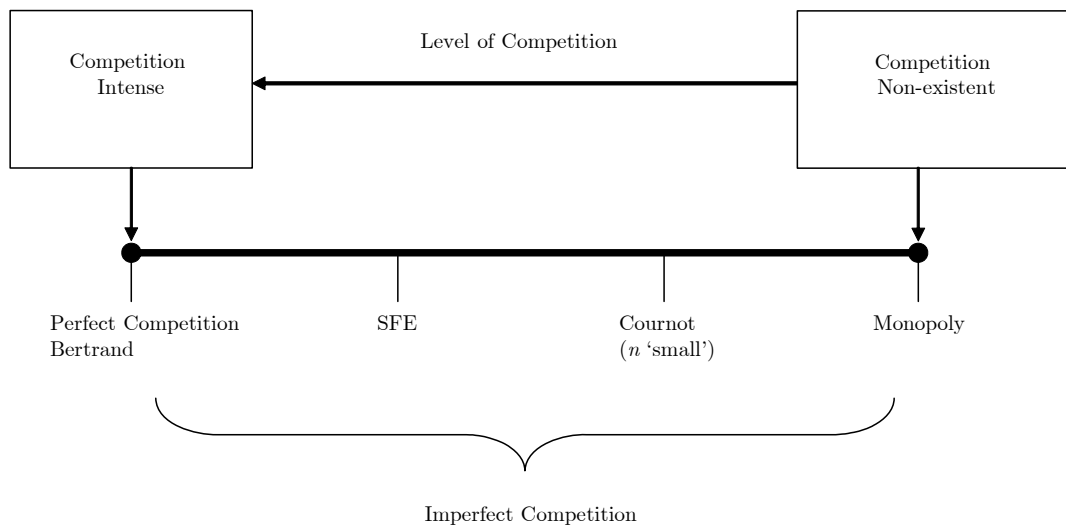 Competition
Intense
Level of Competition
Competition
Non-existent
Perfect Competition
Bertrand
SFE
Cournot
(n ‘small’)
Monopoly
Imperfect Competition